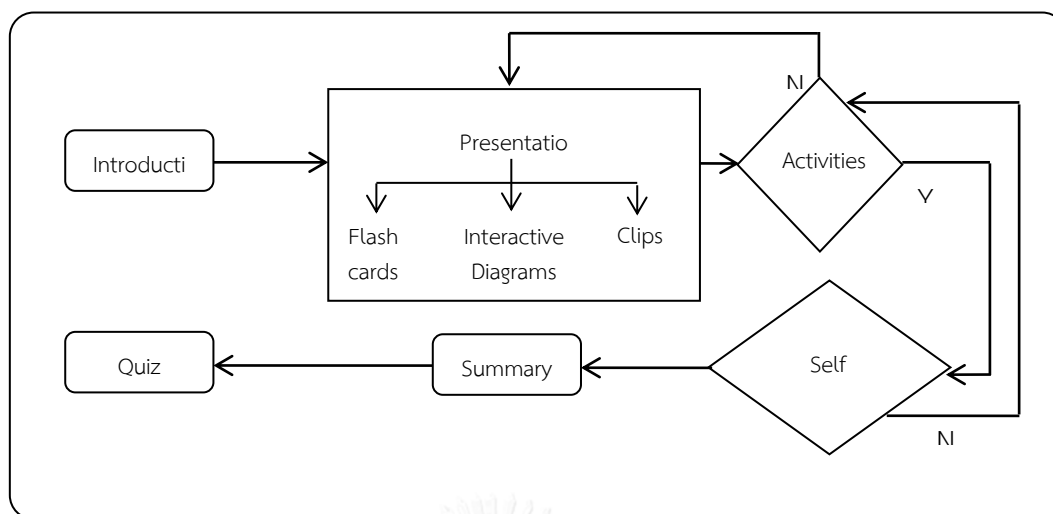 N
Introducti
Presentatio
Activities
Y
Flash
cards
Interactive
Diagrams
Clips
Quiz
Summary
Self
N